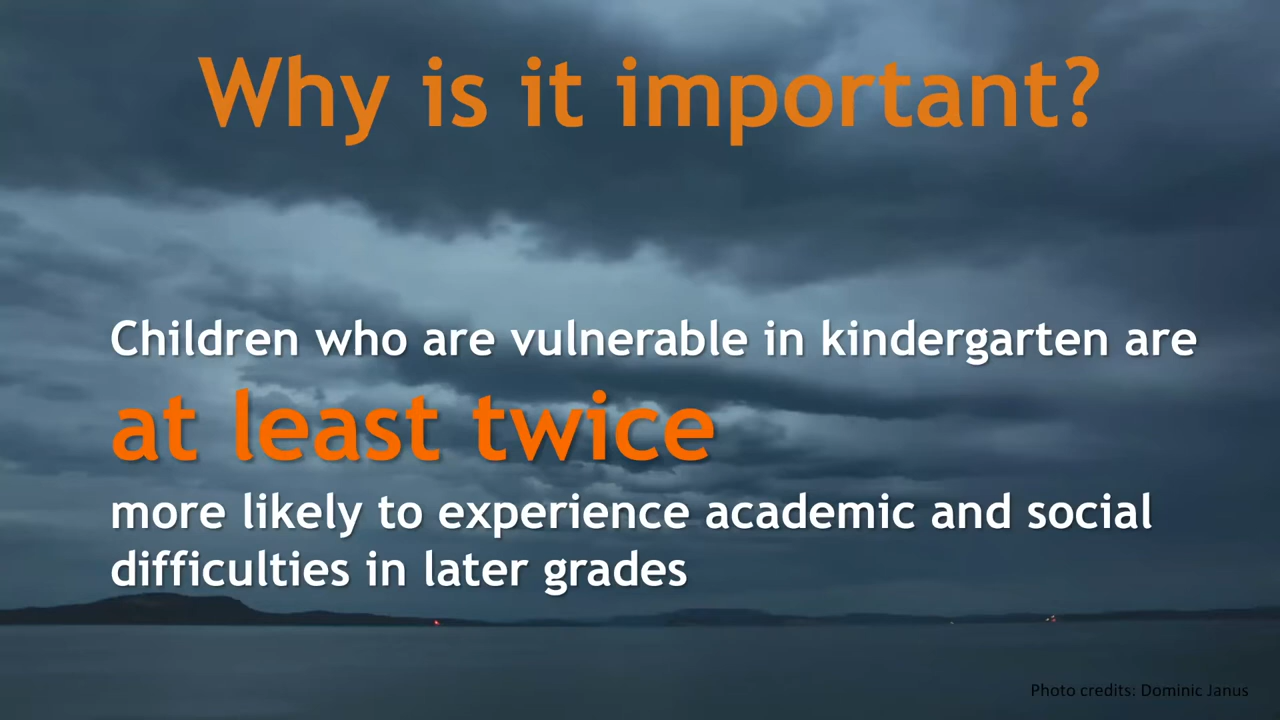 Why is it important?
Children who are vulnerable in kindergarten are
at least twice
more likely to experience academic and social
difficulties in later grades
Photo credits: Dominic Janus